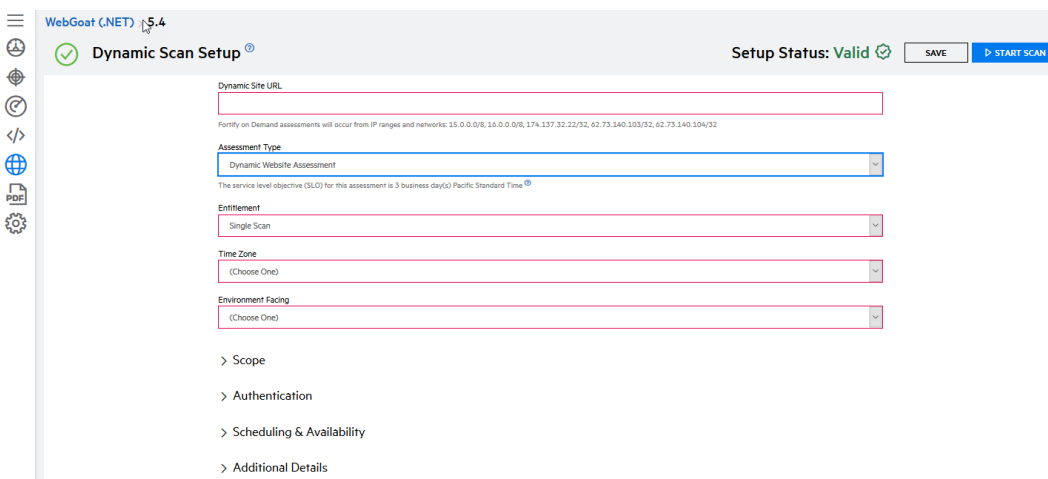 WebGoat (.NET) 5.4
Dynamic Scan Setup ?
Setup Status: Valid
SAVE
START SCAN
Dynamic Site URL
Fortify on Demand assessments will occur from IP ranges and networks: 15.0.0.0/8, 16.0.0.0/8, 174.137.32.22/32, 62.73.140.103/32, 62.73.140.104/32
Assessment Type
Dynamic Website Assessment
The service level objective (SLO) for this assessment is 3 business day(s) Pacific Standard Time ?
Entitlement
Single Scan
Time Zone
(Choose One)
Environment Facing
(Choose One)
Scope
Authentication
Scheduling & Availability
Additional Details
PDF